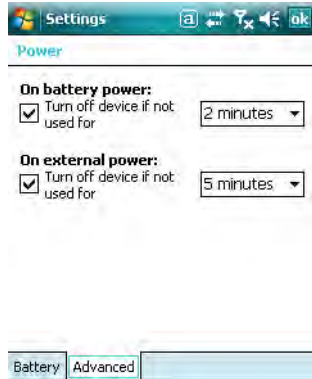 Settings
a
ok
Power
On battery power:
Turn off device if not
used for
2 minutes
On external power:
Turn off device if not
used for
5 minutes
Battery Advanced